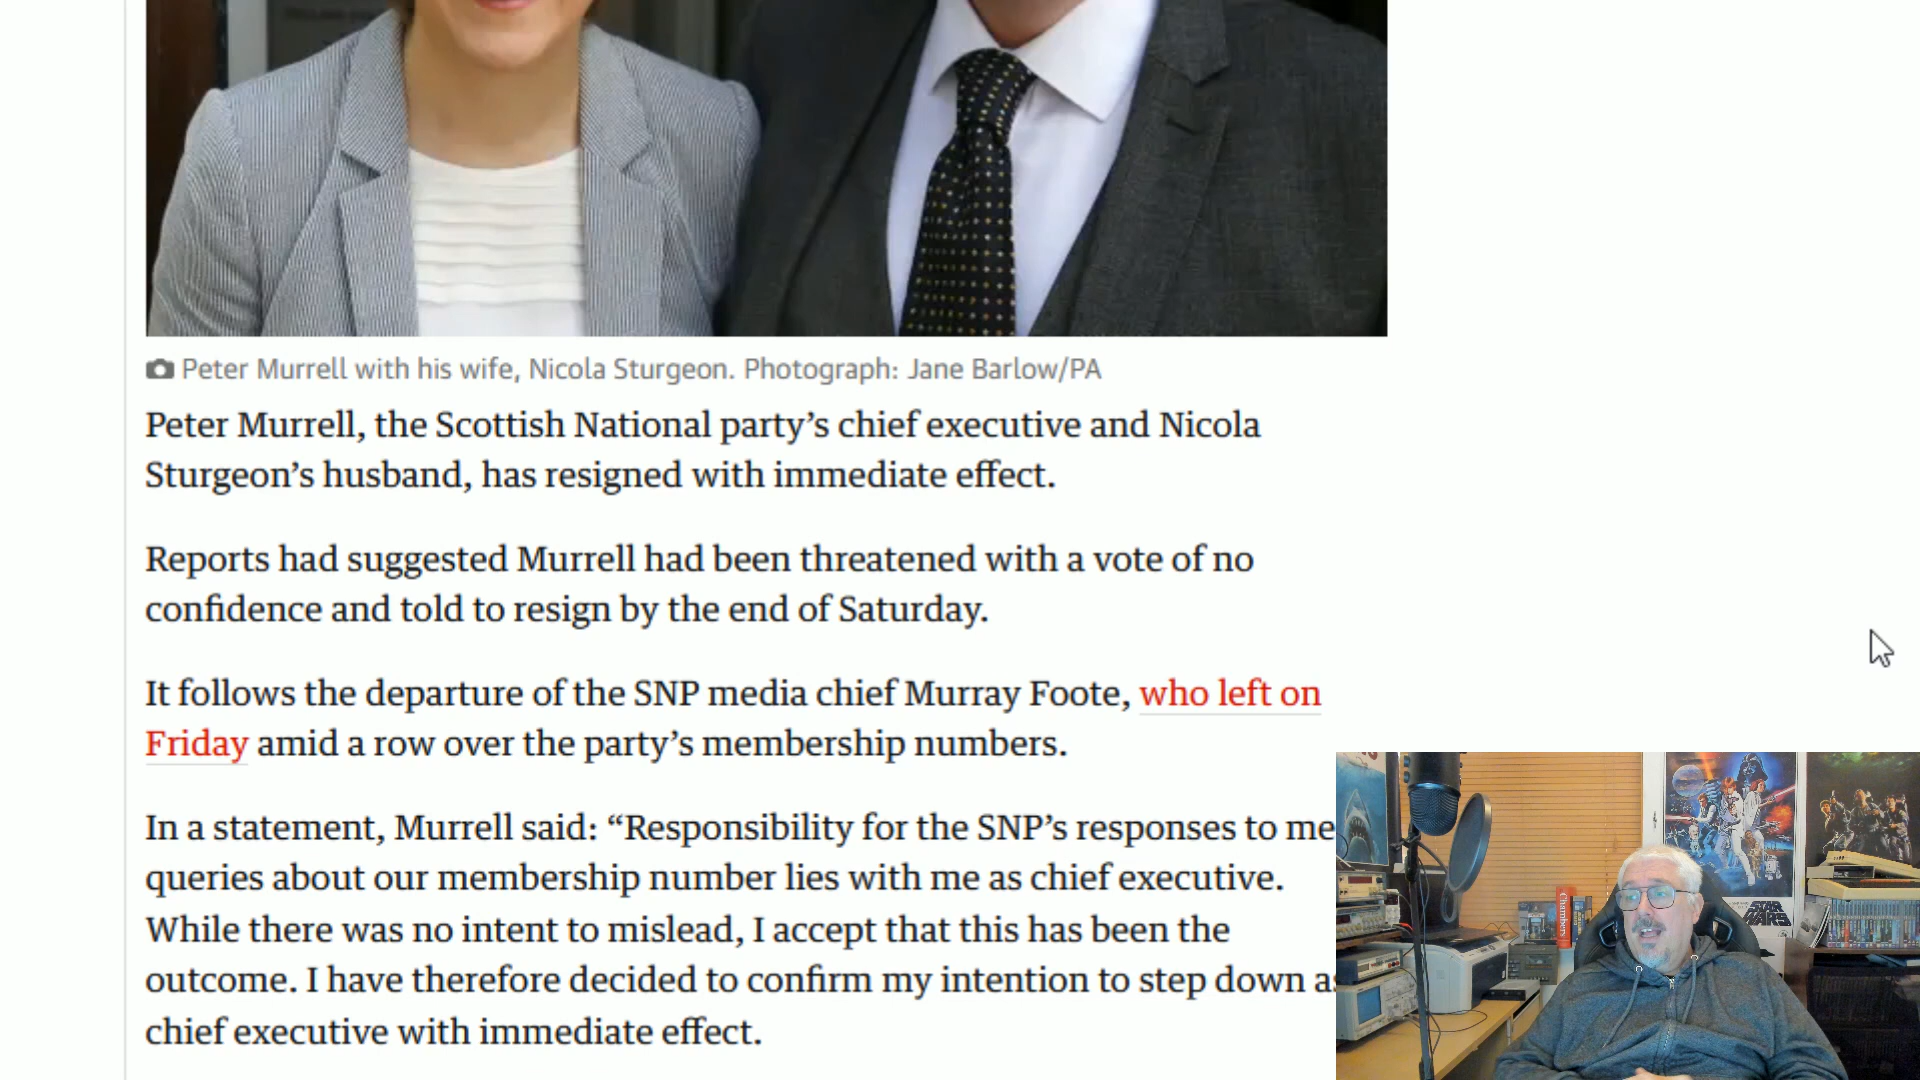 Peter Murrell with his wife, Nicola Sturgeon. Photograph: Jane Barlow/PA
Peter Murrell, the Scottish National party’s chief executive and Nicola
Sturgeon’s husband, has resigned with immediate effect.
Reports had suggested Murrell had been threatened with a vote of no
confidence and told to resign by the end of Saturday.
It follows the departure of the SNP media chief Murray Foote, who left on
Friday amid a row over the party’s membership numbers.
In a statement, Murrell said: “Responsibility for the SNP’s responses to me
queries about our membership number lies with me as chief executive.
While there was no intent to mislead, I accept that this has been the
outcome. I have therefore decided to confirm my intention to step down as
chief executive with immediate effect.
Chambers
STAR
WARS